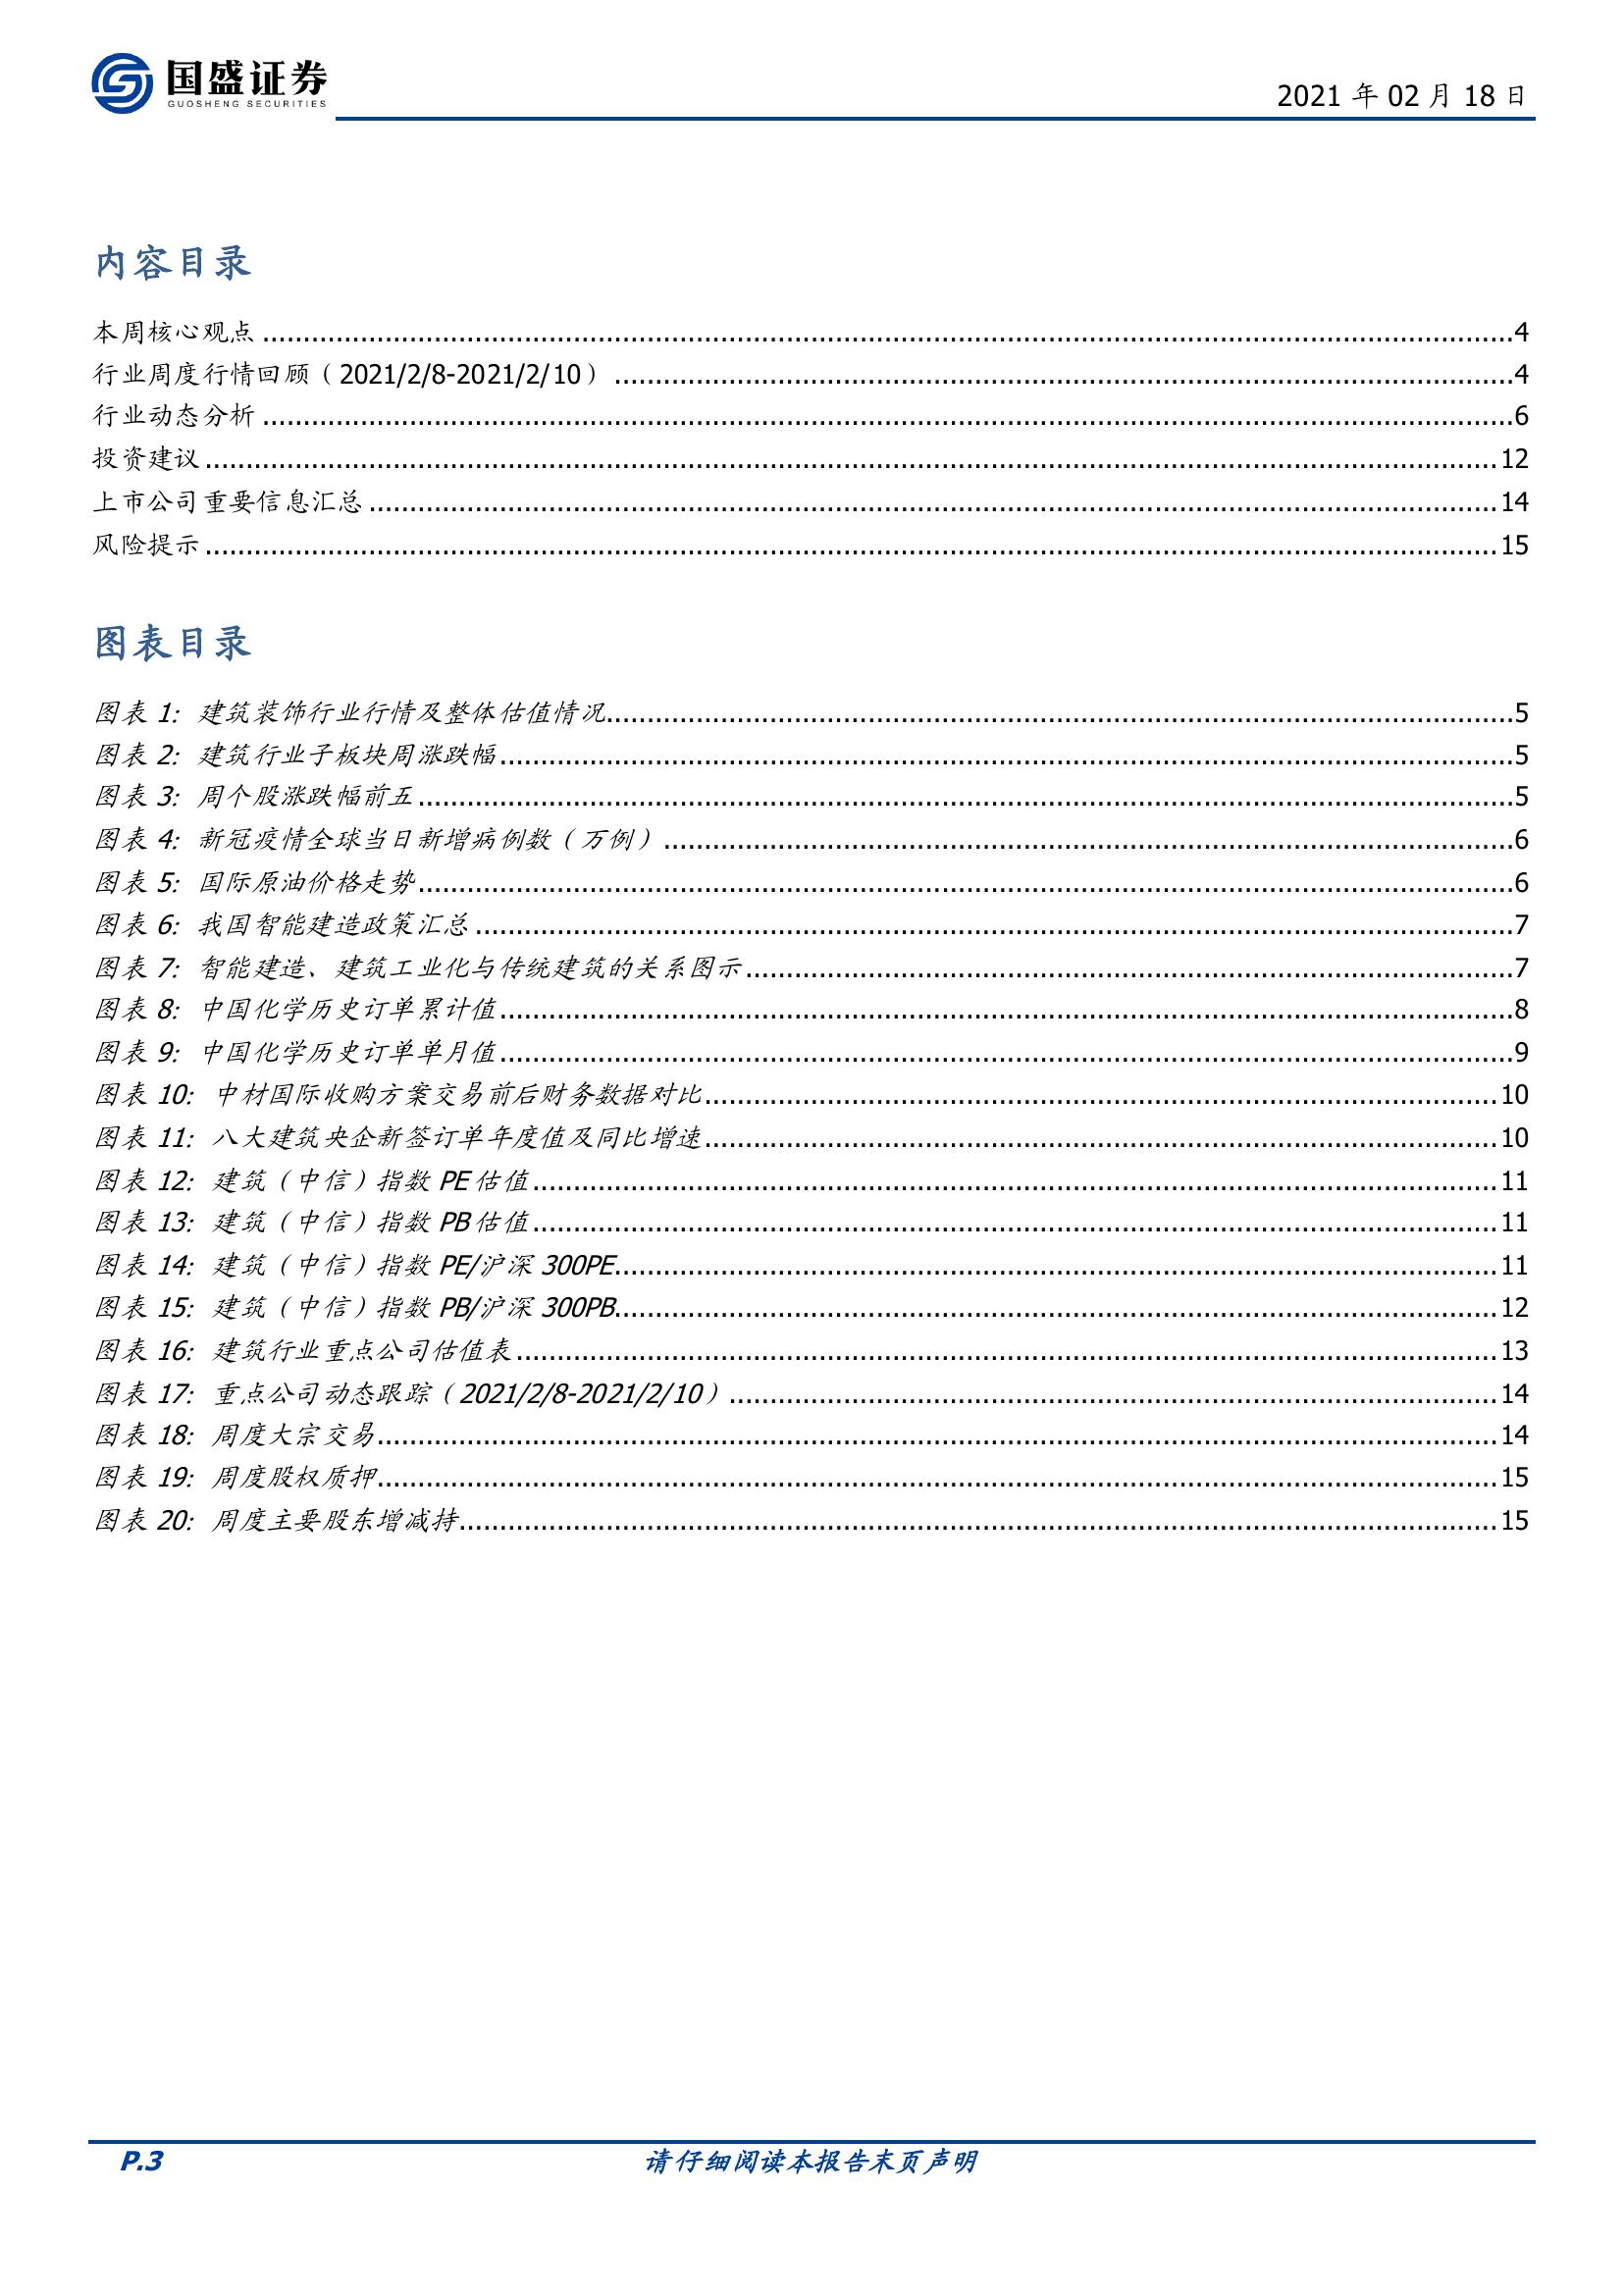 国盛证券
GUOSHENG SECURITIES
2021 年 02 月 18 日
内容目录
本周核心观点 ...... 4
行业周度行情回顾（2021/2/8-2021/2/10） ...... 4
行业动态分析 ...... 6
投资建议 ...... 12
上市公司重要信息汇总 ...... 14
风险提示 ...... 15
图表目录
图表 1: 建筑装饰行业行情及整体估值情况 ...... 5
图表 2: 建筑行业子板块周涨跌幅 ...... 5
图表 3: 周个股涨跌幅前五 ...... 5
图表 4: 新冠疫情全球当日新增病例数（万例） ...... 6
图表 5: 国际原油价格走势 ...... 6
图表 6: 我国智能建造政策汇总 ...... 7
图表 7: 智能建造、建筑工业化与传统建筑的关系图示 ...... 7
图表 8: 中国化学历史订单累计值 ...... 8
图表 9: 中国化学历史订单单月值 ...... 9
图表 10: 中材国际收购方案交易前后财务数据对比 ...... 10
图表 11: 八大建筑央企新签订单年度值及同比增速 ...... 10
图表 12: 建筑（中信）指数 PE 估值 ...... 11
图表 13: 建筑（中信）指数 PB 估值 ...... 11
图表 14: 建筑（中信）指数 PE/沪深 300PE ...... 11
图表 15: 建筑（中信）指数 PB/沪深 300PB ...... 12
图表 16: 建筑行业重点公司估值表 ...... 13
图表 17: 重点公司动态跟踪（2021/2/8-2021/2/10） ...... 14
图表 18: 周度大宗交易 ...... 14
图表 19: 周度股权质押 ...... 15
图表 20: 周度主要股东增减持 ...... 15
P.3 请仔细阅读本报告末页声明